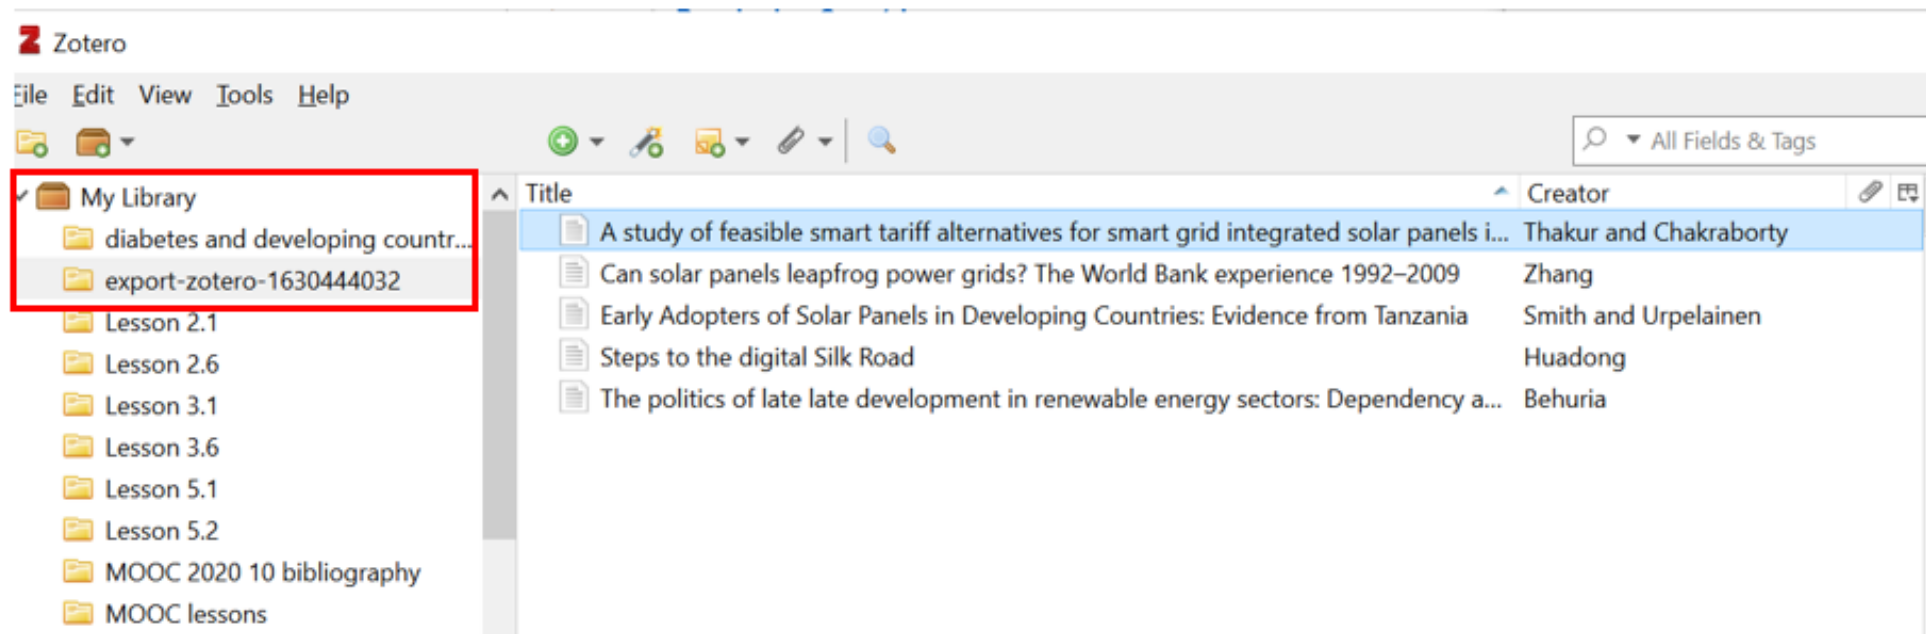 Zotero
File Edit View Tools Help
All Fields & Tags
My Library
diabetes and developing countr...
export-zotero-1630444032
Lesson 2.1
Lesson 2.6
Lesson 3.1
Lesson 3.6
Lesson 5.1
Lesson 5.2
MOOC 2020 10 bibliography
MOOC lessons
Title Creator
A study of feasible smart tariff alternatives for smart grid integrated solar panels i... Thakur and Chakraborty
Can solar panels leapfrog power grids? The World Bank experience 1992–2009 Zhang
Early Adopters of Solar Panels in Developing Countries: Evidence from Tanzania Smith and Urpelainen
Steps to the digital Silk Road Huadong
The politics of late late development in renewable energy sectors: Dependency a... Behuria